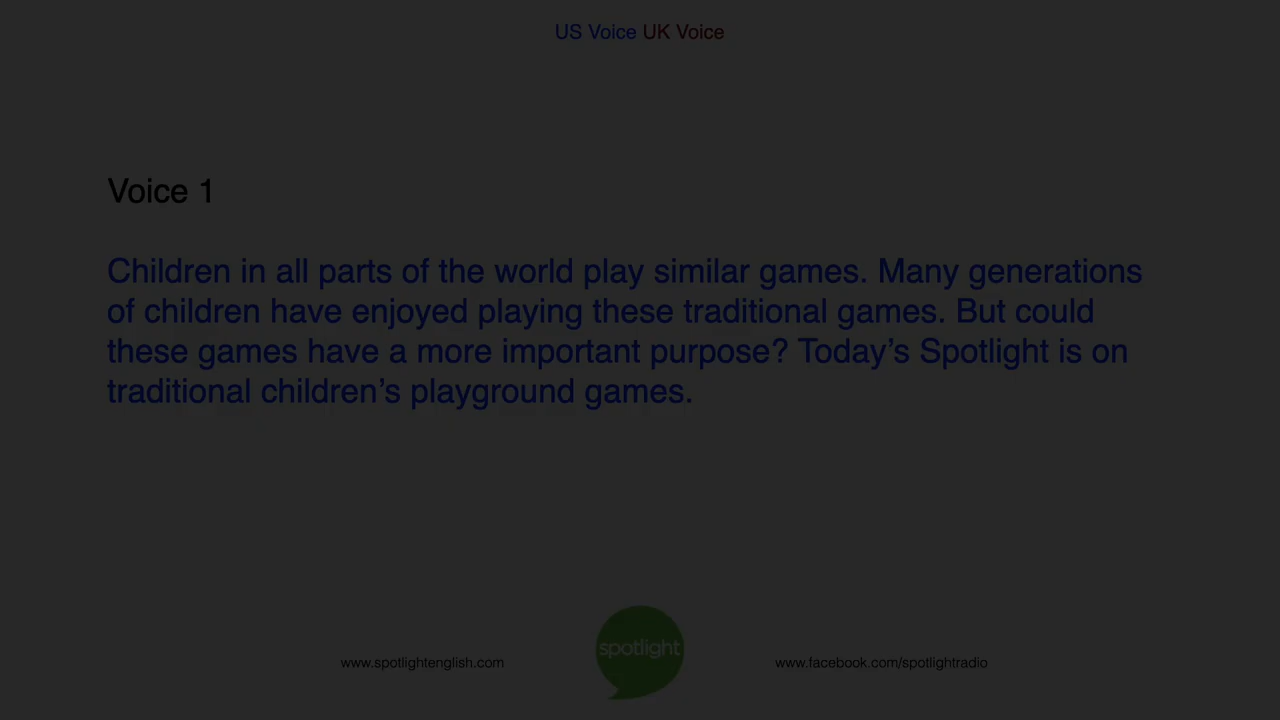 US Voice UK Voice
Voice 1
Children in all parts of the world play similar games. Many generations
of children have enjoyed playing these traditional games. But could
these games have a more important purpose? Today’s Spotlight is on
traditional children’s playground games.
spotlight
www.spotlightenglish.com
www.facebook.com/spotlightradio